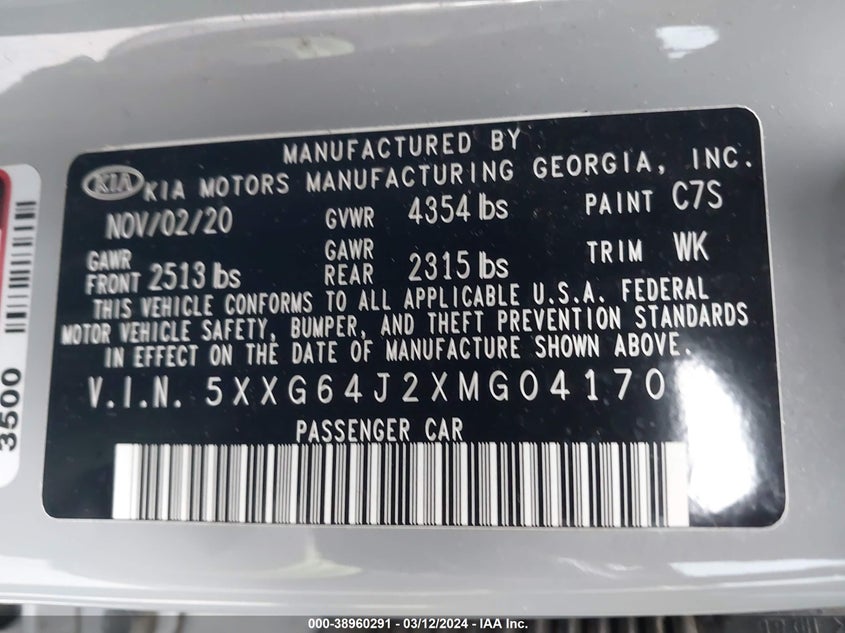 MANUFACTURED BY
KIA KIA MOTORS MANUFACTURING GEORGIA, INC.
NOV/02/20 GVWR 4354 lbs PAINT C7S
GAWR FRONT 2513 lbs GAWR REAR 2315 lbs TRIM WK
THIS VEHICLE CONFORMS TO ALL APPLICABLE U.S.A. FEDERAL
MOTOR VEHICLE SAFETY, BUMPER, AND THEFT PREVENTION STANDARDS
IN EFFECT ON THE DATE OF MANUFACTURE SHOWN ABOVE.
V.I.N. 5XXG64J2XMG04170
PASSENGER CAR
3500
000-38960291 - 03/12/2024 - IAA Inc.